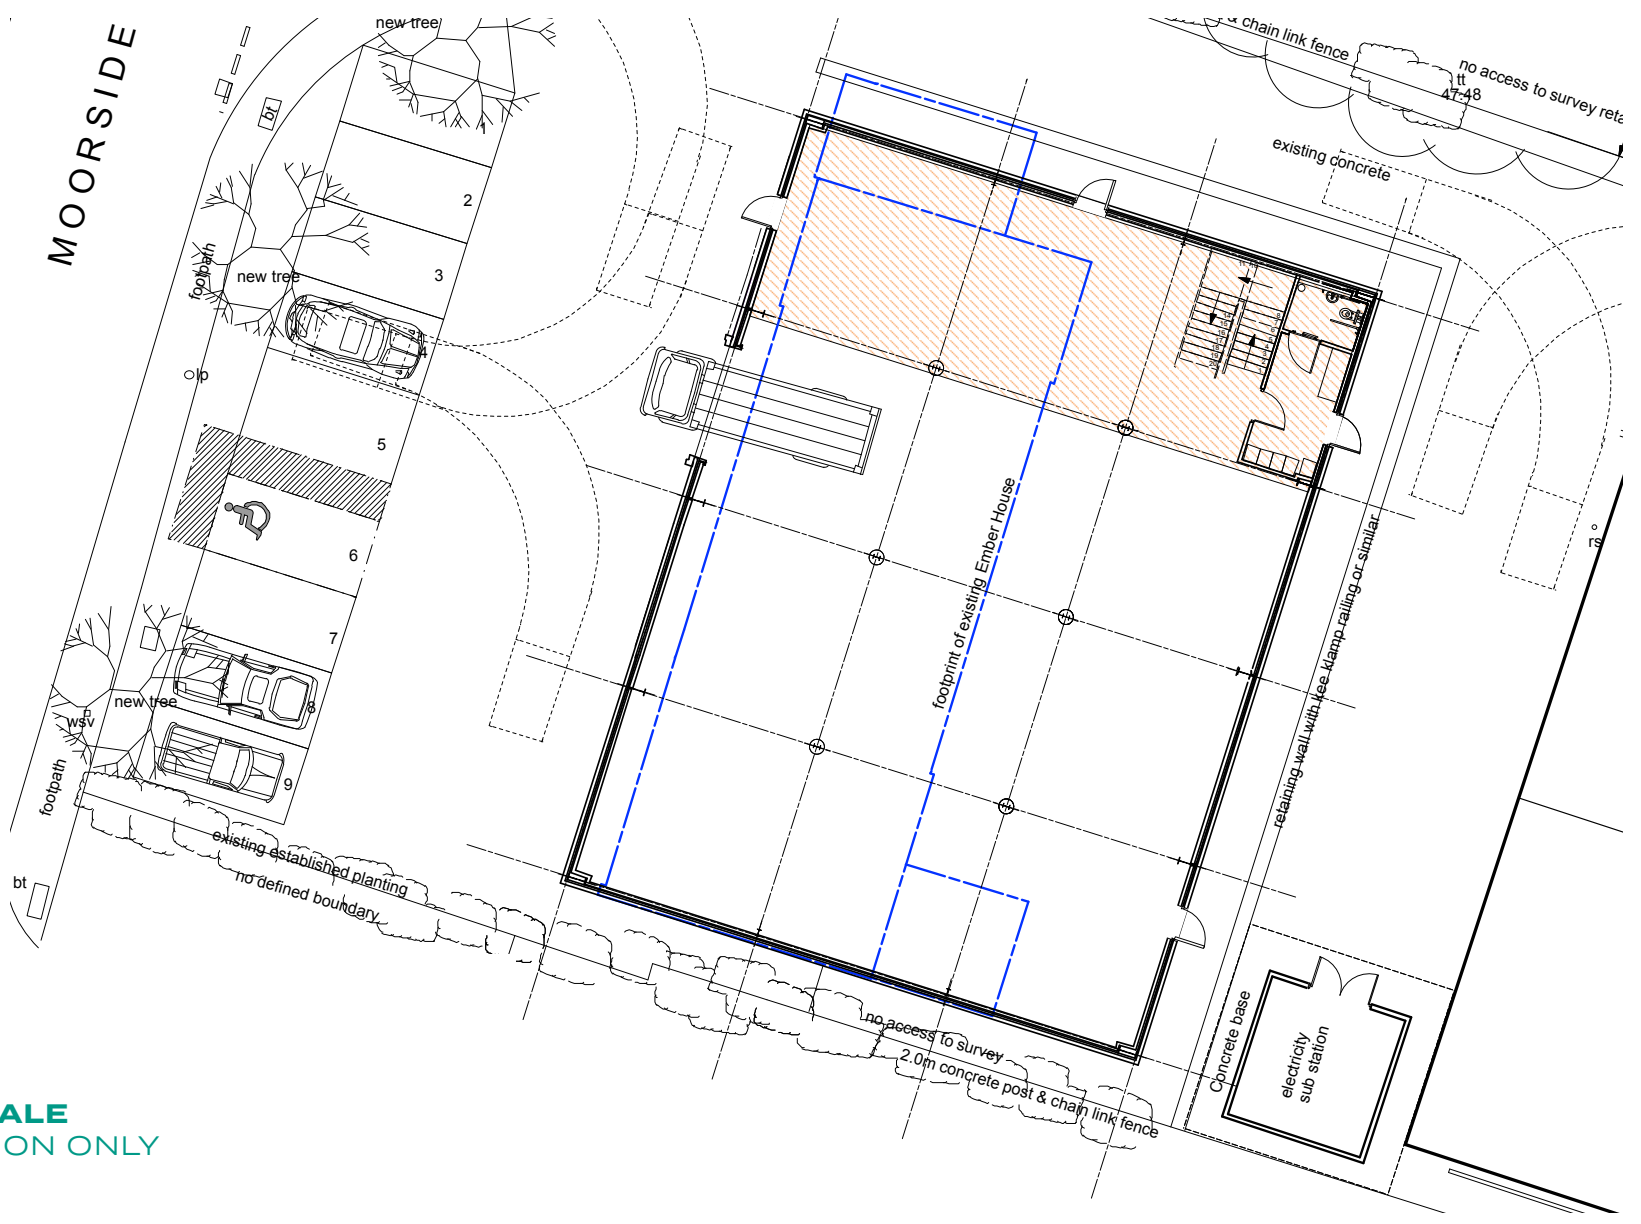 MOORSIDE
new tree
& chain link fence
no access to survey reta
tt
47.48
bt
1
existing concrete
2
footpath
new tree
3
4
lp
5
6
footprint of existing Ember House
retaining wall with kee klamp railing or similar
rs
7
new tree
8
wsv
9
footpath
existing established planting
no defined boundary
bt
no access to survey
2.0m concrete post & chain link fence
Concrete base
electricity
sub station
ALE
ON ONLY